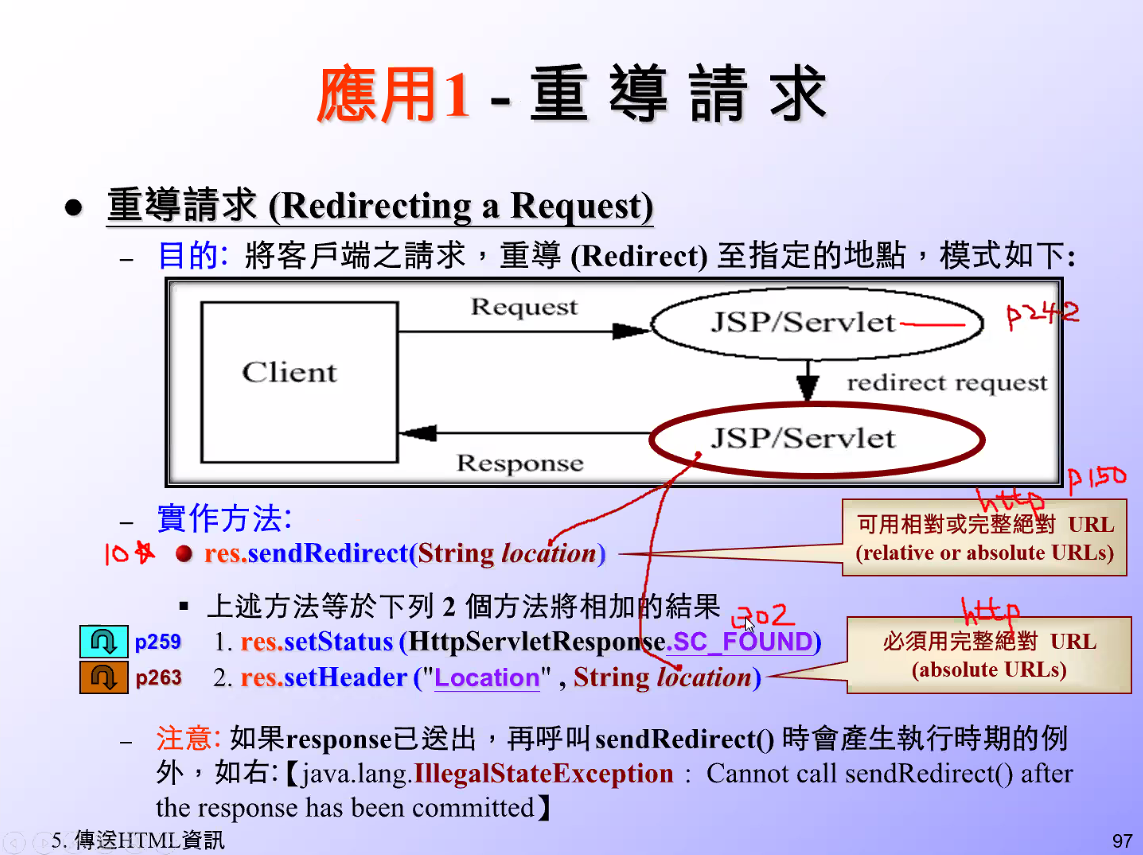 應用1 - 重 導 請 求
● 重導請求 (Redirecting a Request)
– 目的: 將客戶端之請求，重導 (Redirect) 至指定的地點，模式如下:
Request
JSP/Servlet
p242
Client
redirect request
JSP/Servlet
Response
p150
– 實作方法:
http
可用相對或完整絕對 URL
(relative or absolute URLs)
10☆
res.sendRedirect(String location)
▪ 上述方法等於下列 2 個方法將相加的結果
302
http
p259
1. res.setStatus (HttpServletResponse.SC_FOUND)
必須用完整絕對 URL
(absolute URLs)
p263
2. res.setHeader ("Location" , String location)
– 注意: 如果response已送出，再呼叫sendRedirect() 時會產生執行時期的例
外，如右:【java.lang.IllegalStateException : Cannot call sendRedirect() after
the response has been committed】
5. 傳送HTML資訊
97